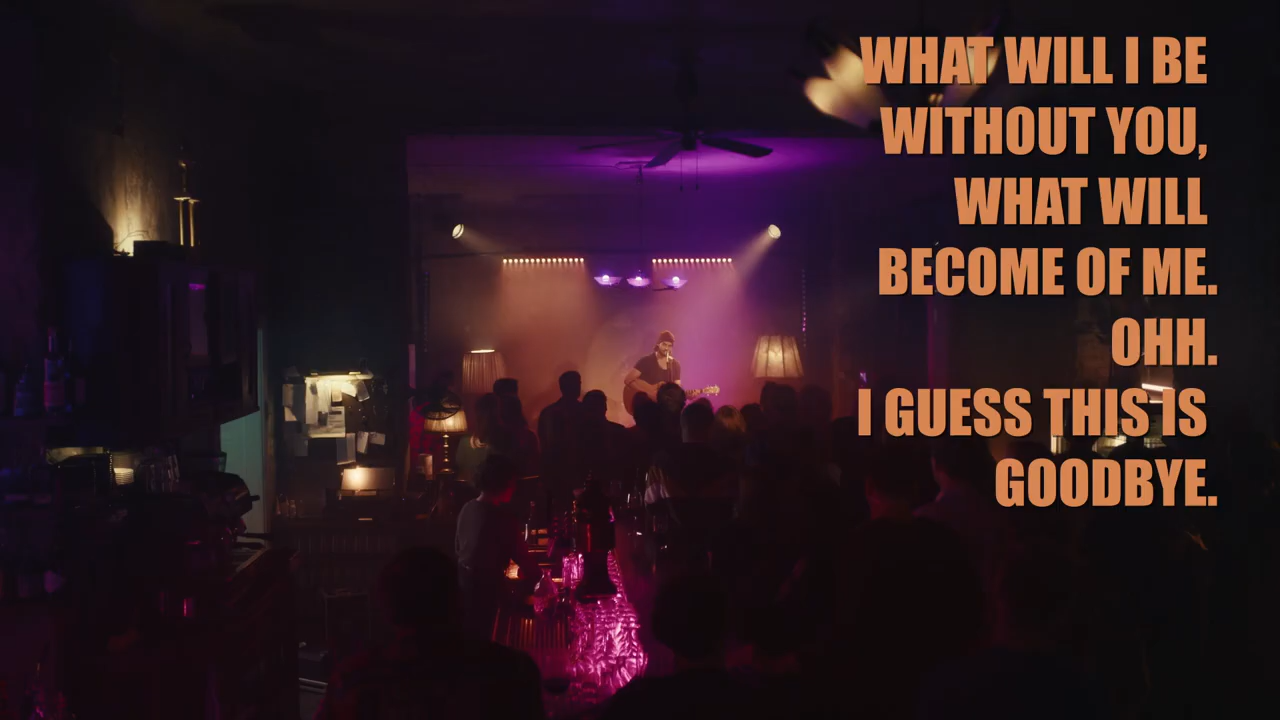 WHAT WILL I BE
WITHOUT YOU,
WHAT WILL
BECOME OF ME.
OHH.
I GUESS THIS IS
GOODBYE.